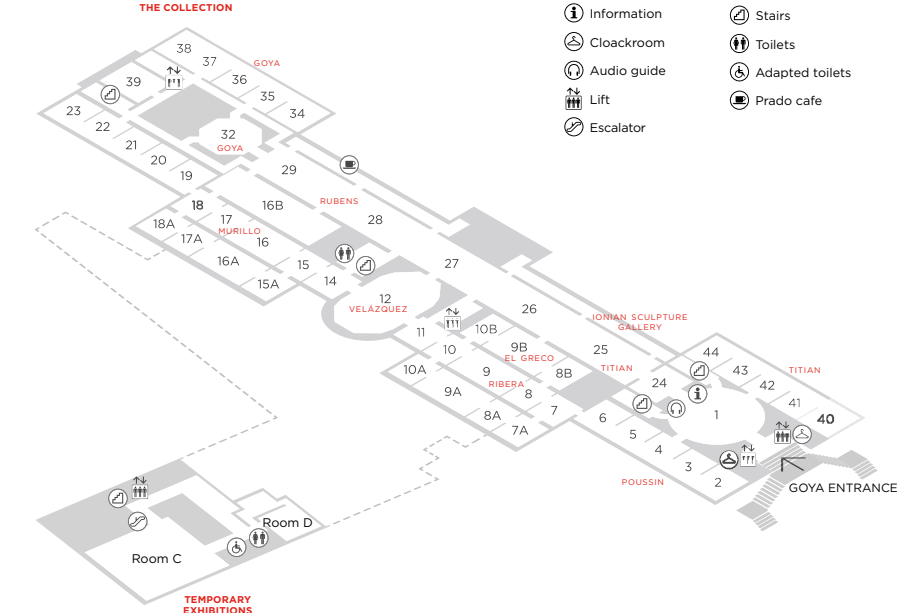 THE COLLECTION
Information
Cloackroom
Audio guide
Lift
Escalator
Stairs
Toilets
Adapted toilets
Prado cafe
38
37
GOYA
39
36
35
34
23
22
32
GOYA
21
20
19
29
18
16B
RUBENS
28
18A
17
MURILLO
17A
16
16A
15
27
15A
14
12
VELÁZQUEZ
26
11
10B
IONIAN SCULPTURE
GALLERY
10
9B
25
EL GRECO
44
10A
9
8B
TITIAN
43
TITIAN
RIBERA
24
42
9A
8
41
8A
7
6
1
40
7A
5
4
3
POUSSIN
2
GOYA ENTRANCE
Room D
Room C
TEMPORARY
EXHIBITIONS